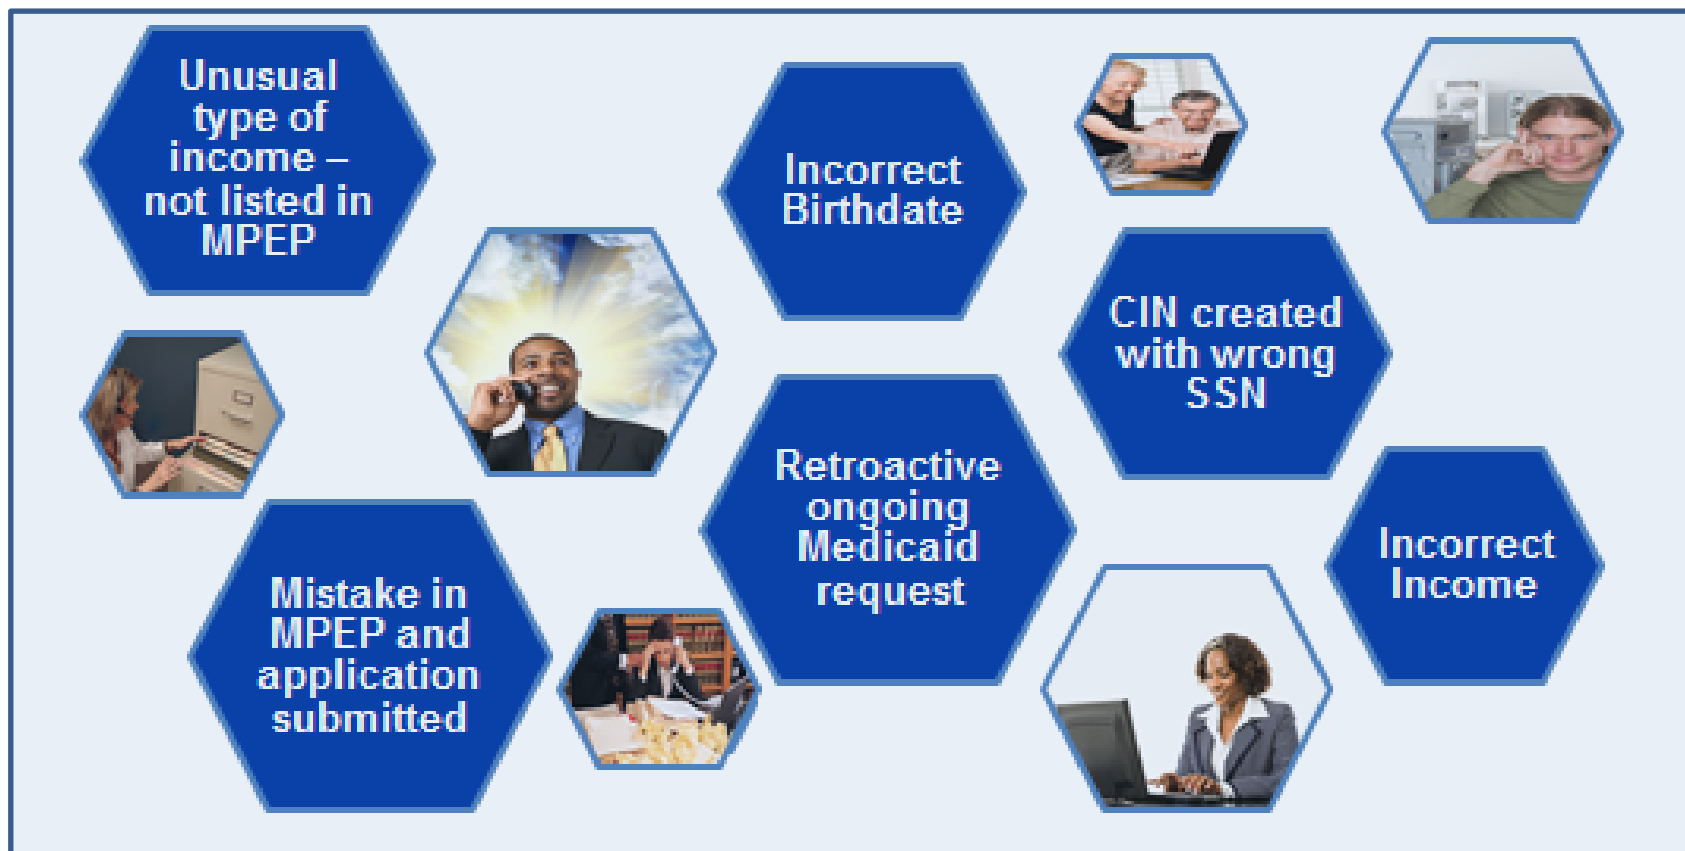 Unusual
type of
income –
not listed in
MPEP
Incorrect
Birthdate
CIN created
with wrong
SSN
Retroactive
ongoing
Medicaid
request
Incorrect
Income
Mistake in
MPEP and
application
submitted